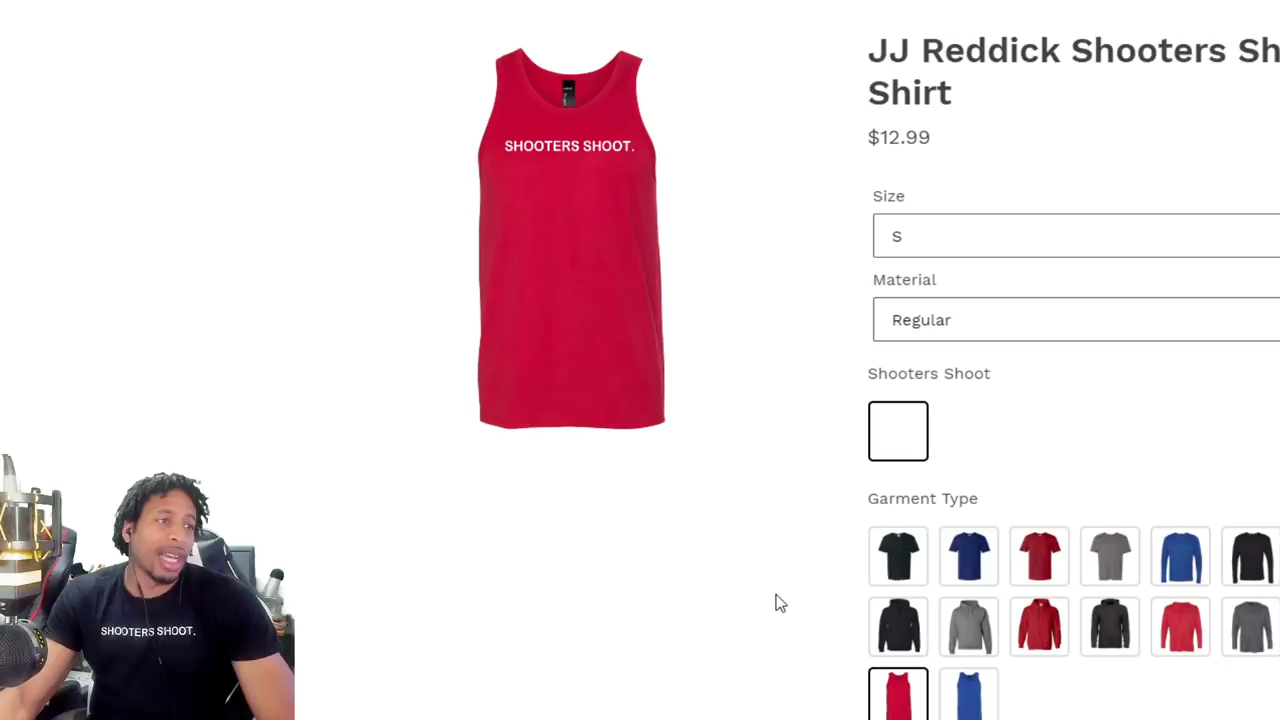 JJ Reddick Shooters Sh
Shirt
$12.99
SHOOTERS SHOOT.
Size
S
Material
Regular
Shooters Shoot
Garment Type
SHOOTERS SHOOT.